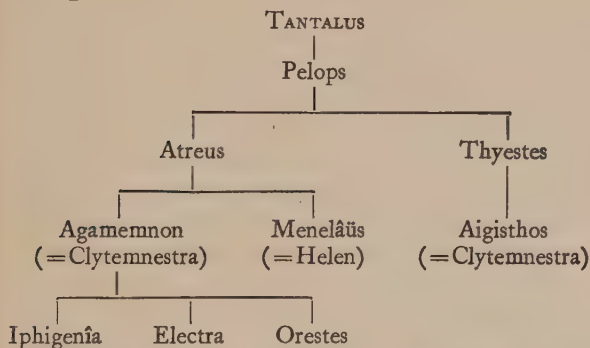 TANTALUS
Pelops
Atreus Thyestes
Agamemnon Menelâüs Aigisthos
(=Clytemnestra) (=Helen) (=Clytemnestra)
Iphigenîa Electra Orestes